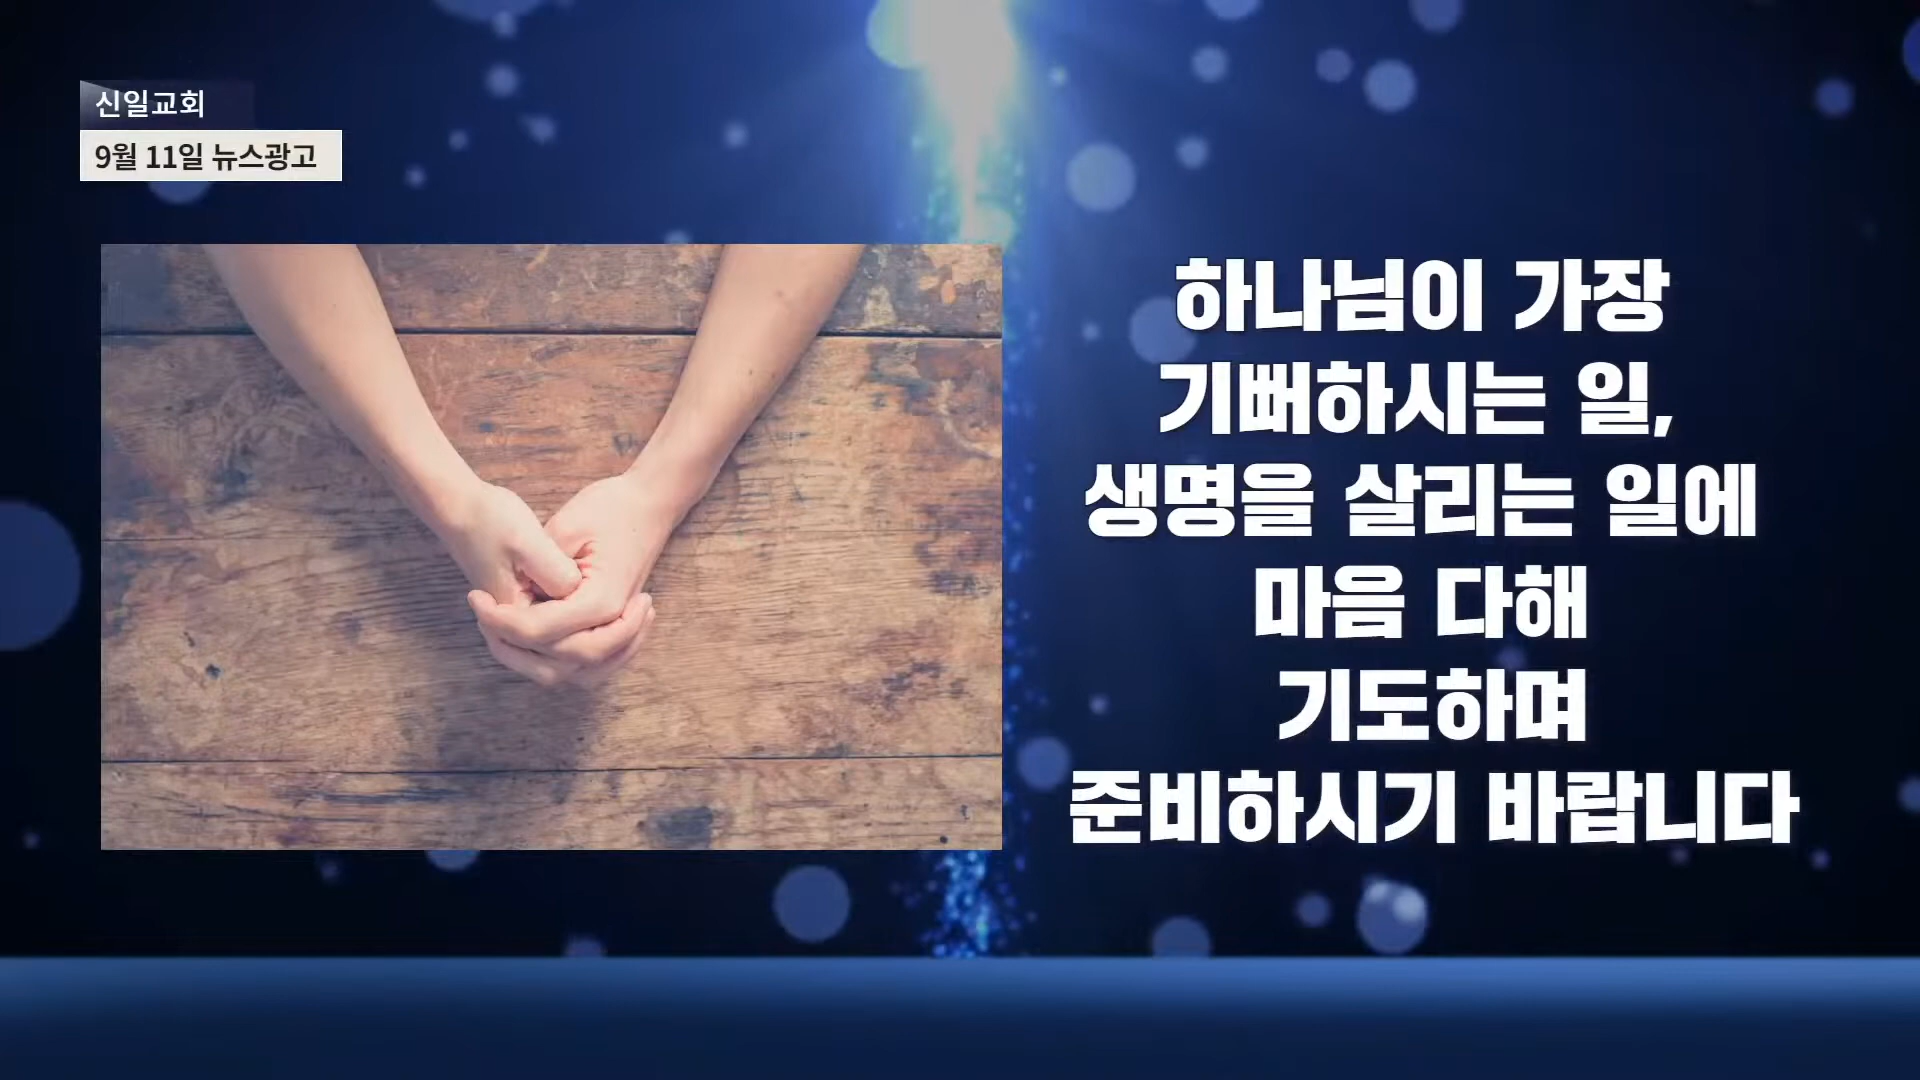 신일교회
9월 11일 뉴스광고
하나님이 가장
기뻐하시는 일,
생명을 살리는 일에
마음 다해
기도하며
준비하시기 바랍니다